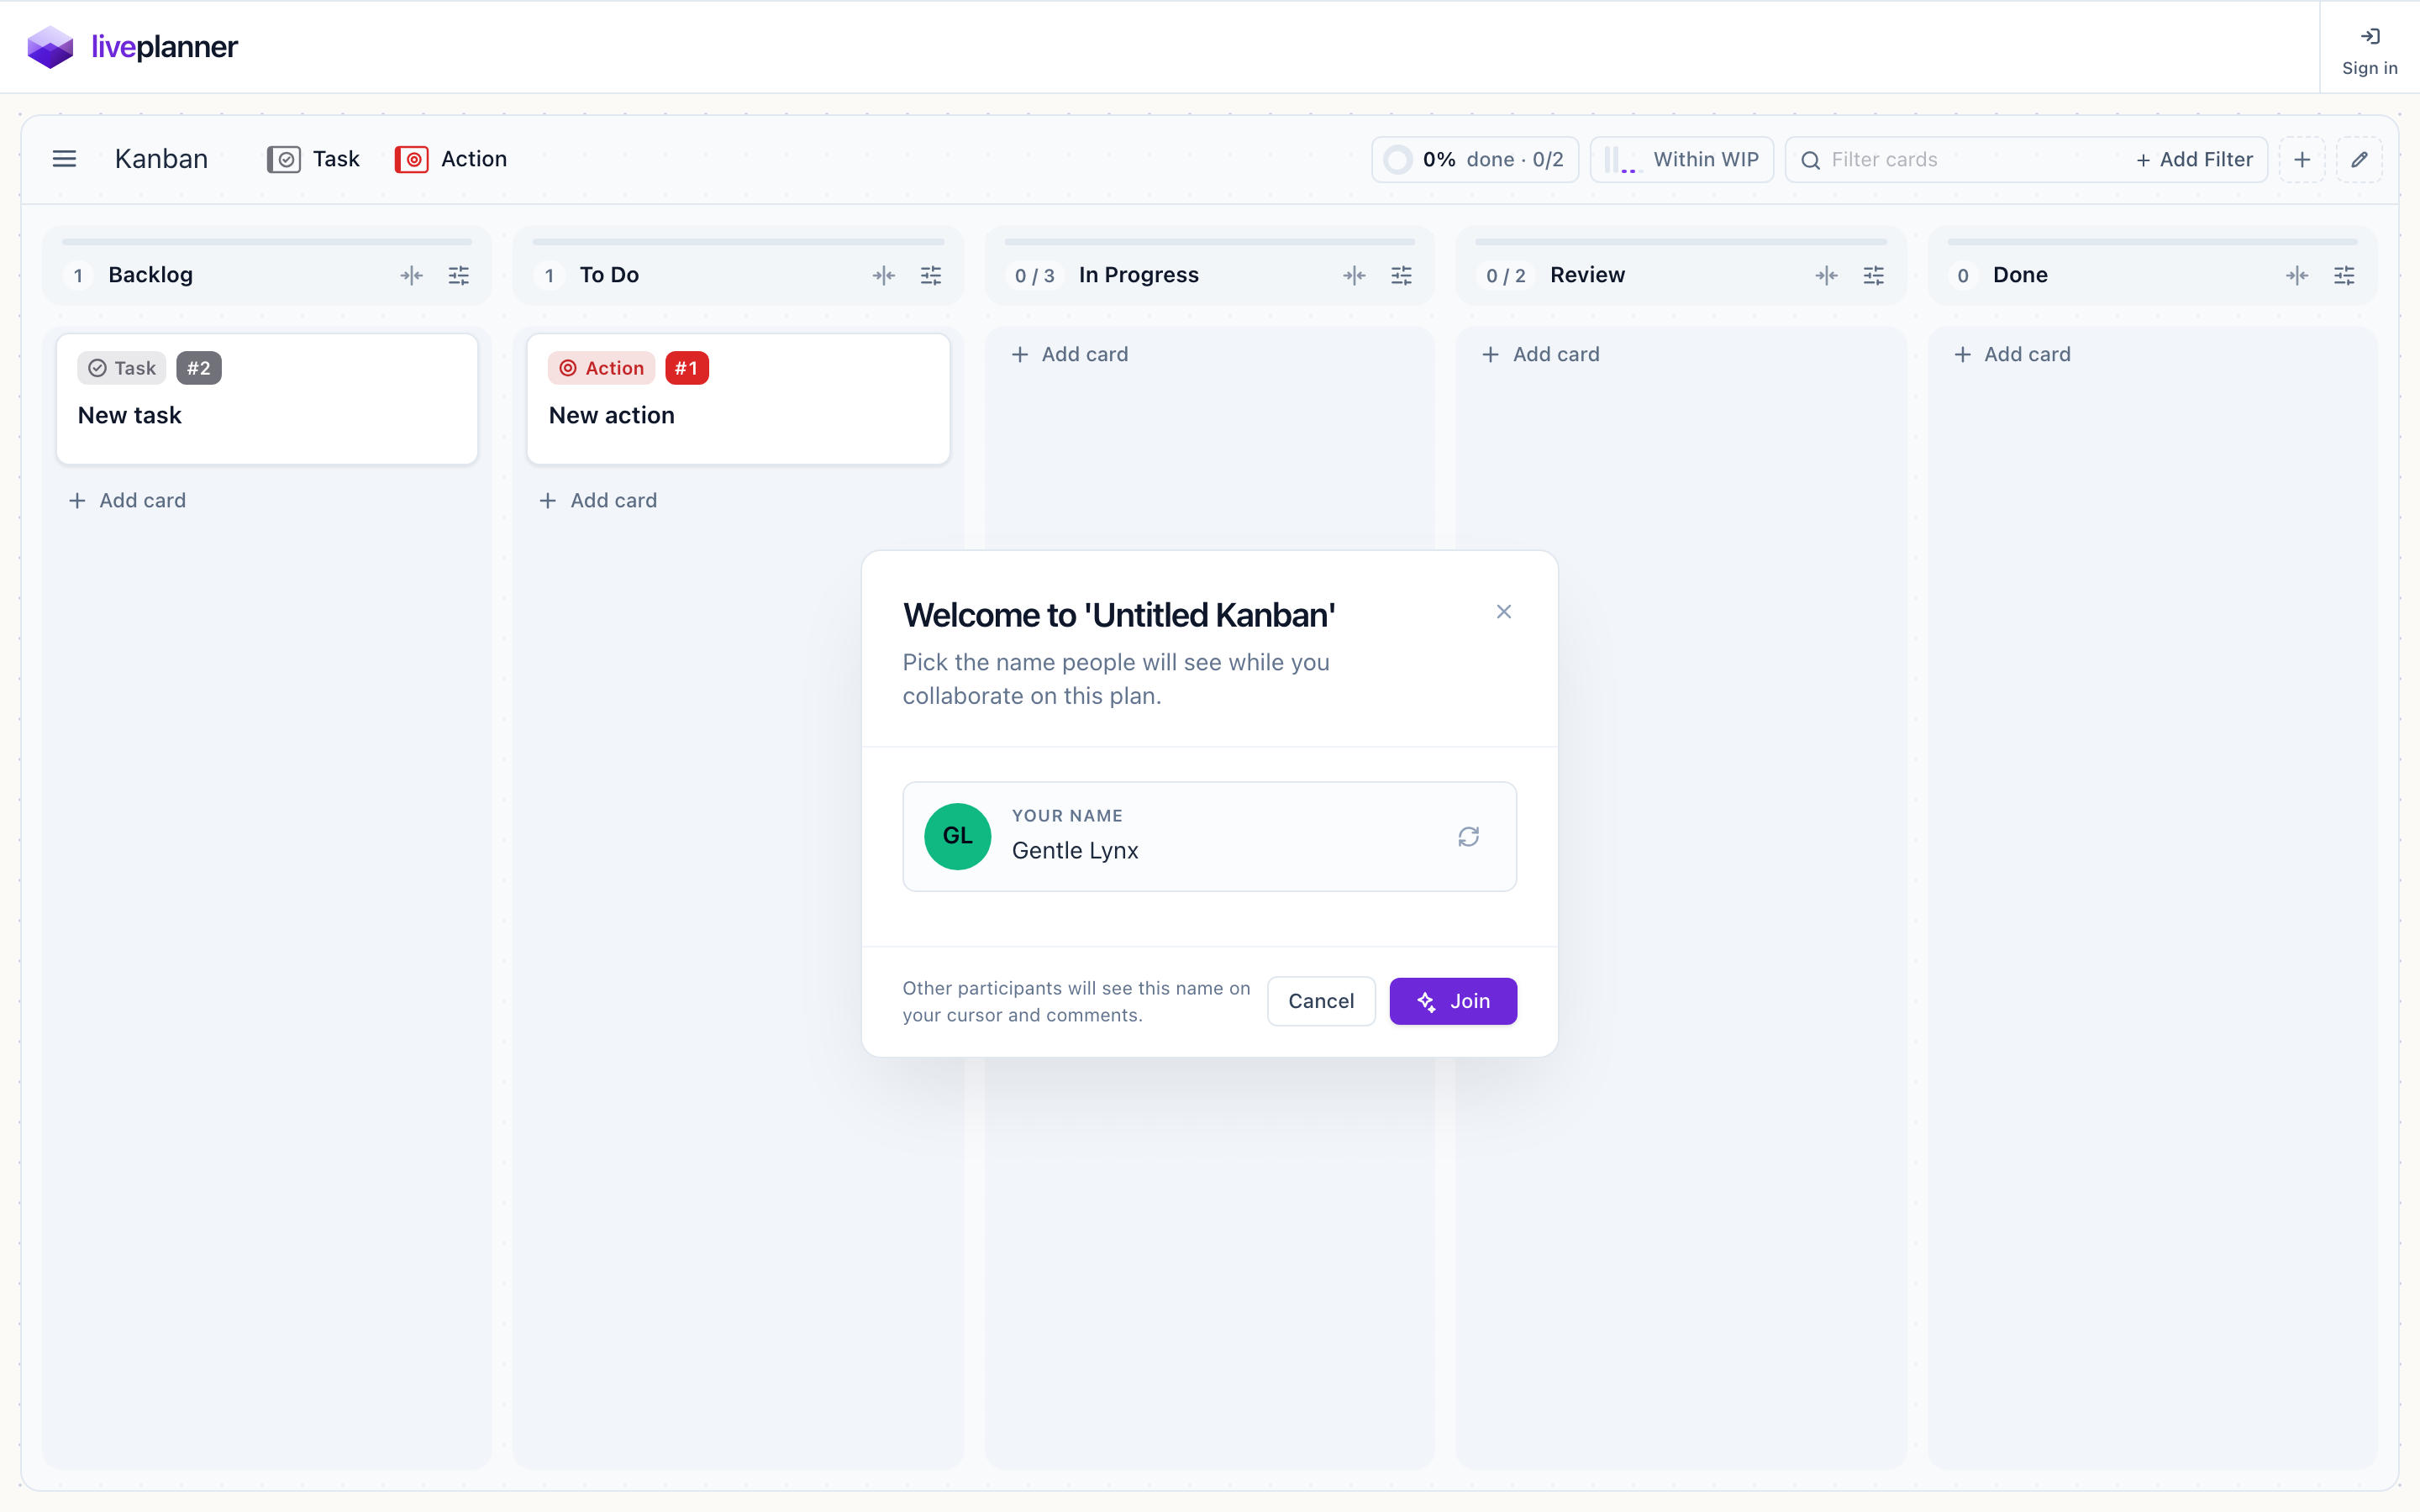 liveplanner
Sign in
Kanban
Task
Action
0% done · 0/2
Within WIP
Filter cards
+ Add Filter
1 Backlog
1 To Do
0 / 3 In Progress
0 / 2 Review
0 Done
Task #2
New task
+ Add card
Action #1
New action
+ Add card
+ Add card
+ Add card
+ Add card
Welcome to 'Untitled Kanban'
Pick the name people will see while you
collaborate on this plan.
GL
YOUR NAME
Gentle Lynx
Other participants will see this name on
your cursor and comments.
Cancel
Join